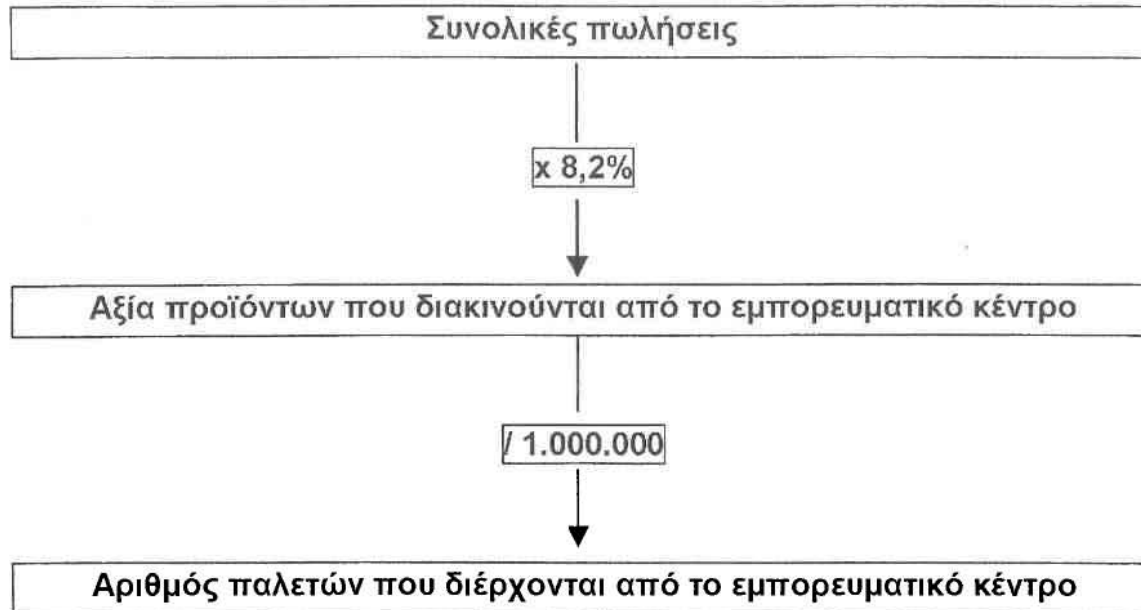 Συνολικές πωλήσεις
x 8,2%
Αξία προϊόντων που διακινούνται από το εμπορευματικό κέντρο
/ 1.000.000
Αριθμός παλετών που διέρχονται από το εμπορευματικό κέντρο